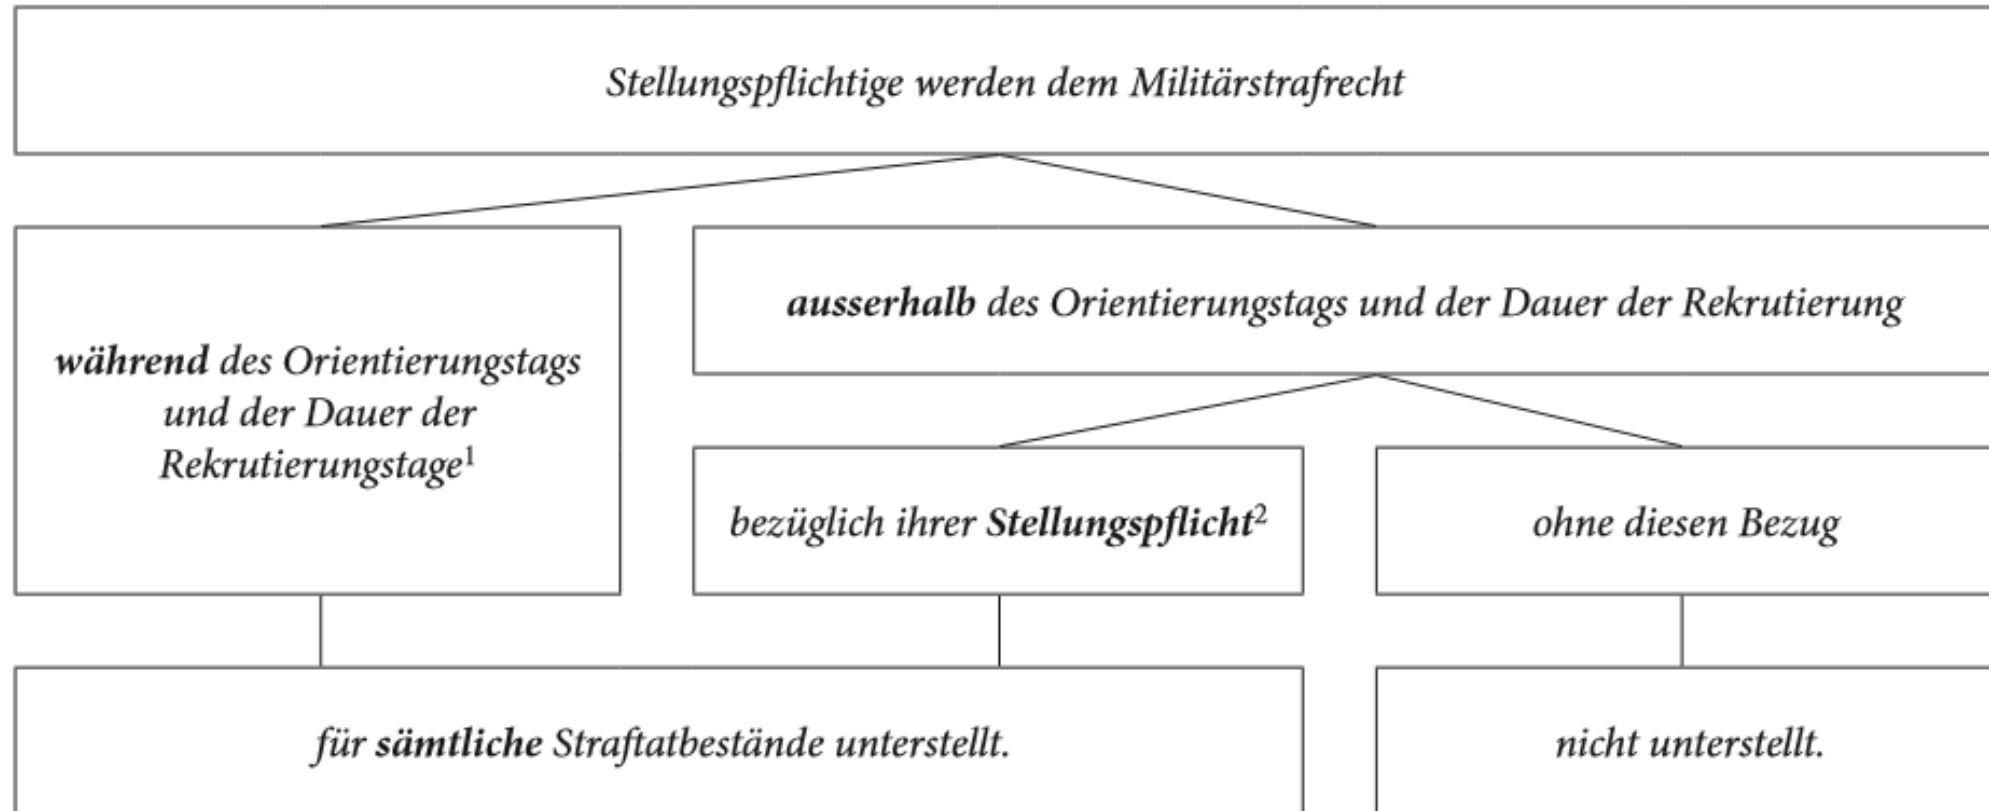 Stellungspflichtige werden dem Militärstrafrecht
während des Orientierungstags
und der Dauer der
Rekrutierungstage¹
ausserhalb des Orientierungstags und der Dauer der Rekrutierung
bezüglich ihrer Stellungspflicht²
ohne diesen Bezug
für sämtliche Straftatbestände unterstellt.
nicht unterstellt.